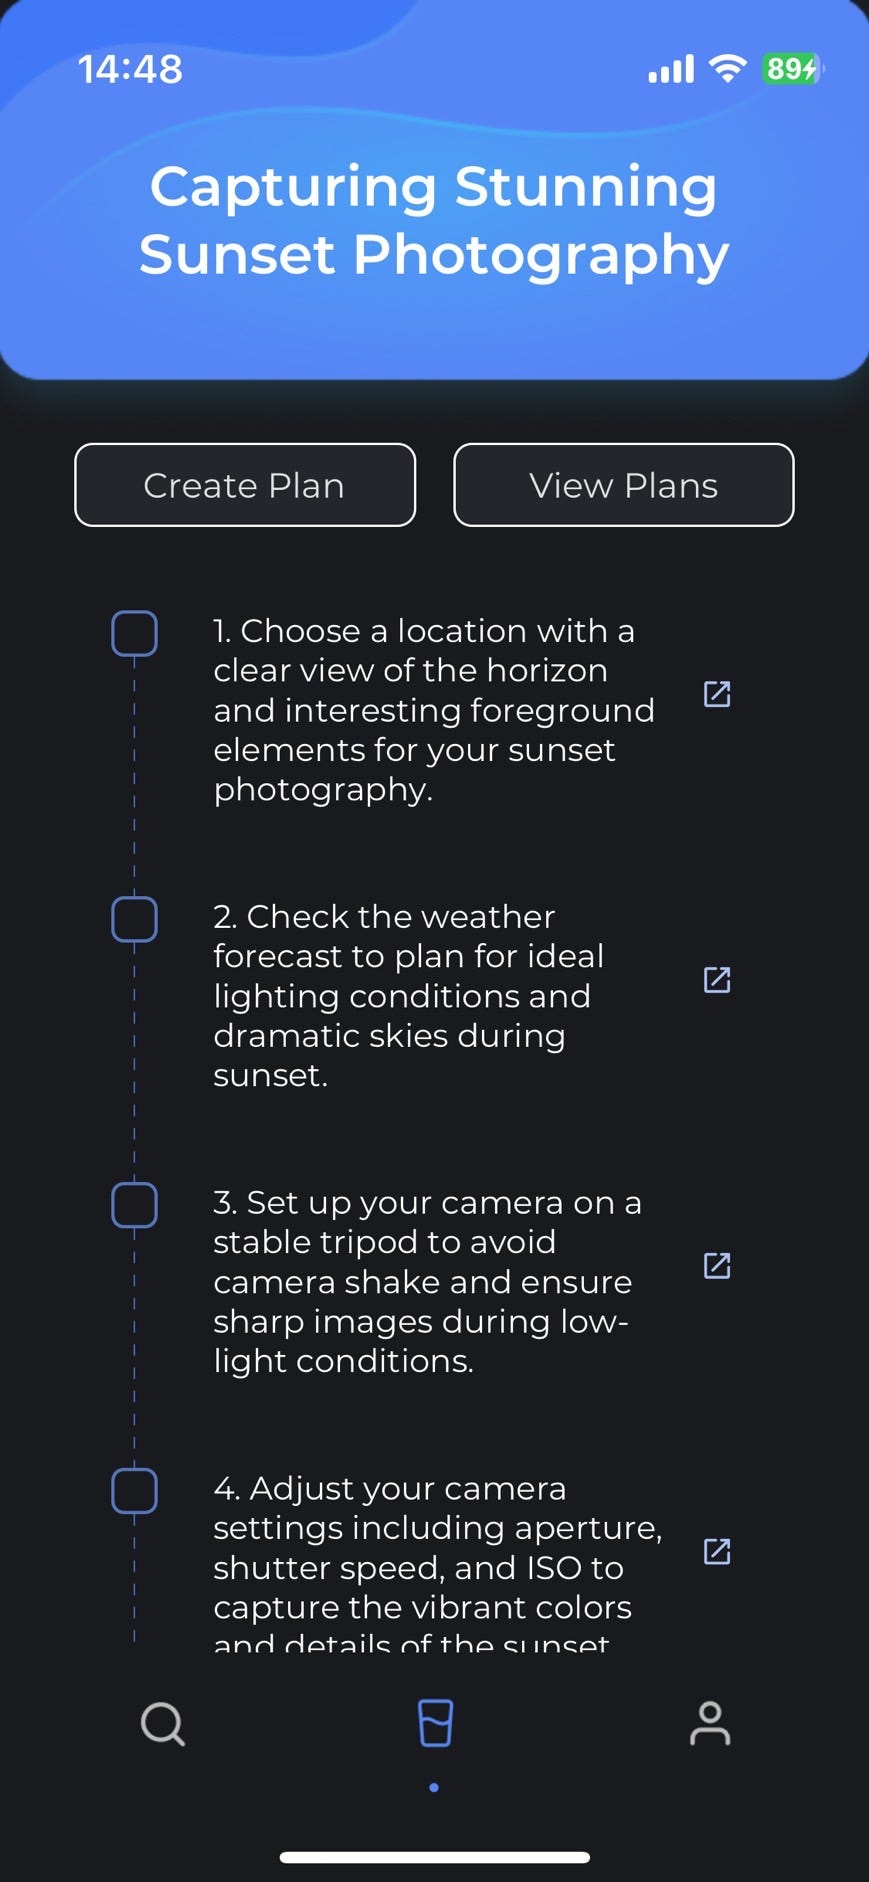 14:48
89
Capturing Stunning
Sunset Photography
Create Plan
View Plans
1. Choose a location with a
clear view of the horizon
and interesting foreground
elements for your sunset
photography.
2. Check the weather
forecast to plan for ideal
lighting conditions and
dramatic skies during
sunset.
3. Set up your camera on a
stable tripod to avoid
camera shake and ensure
sharp images during low-
light conditions.
4. Adjust your camera
settings including aperture,
shutter speed, and ISO to
capture the vibrant colors
and details of the sunset